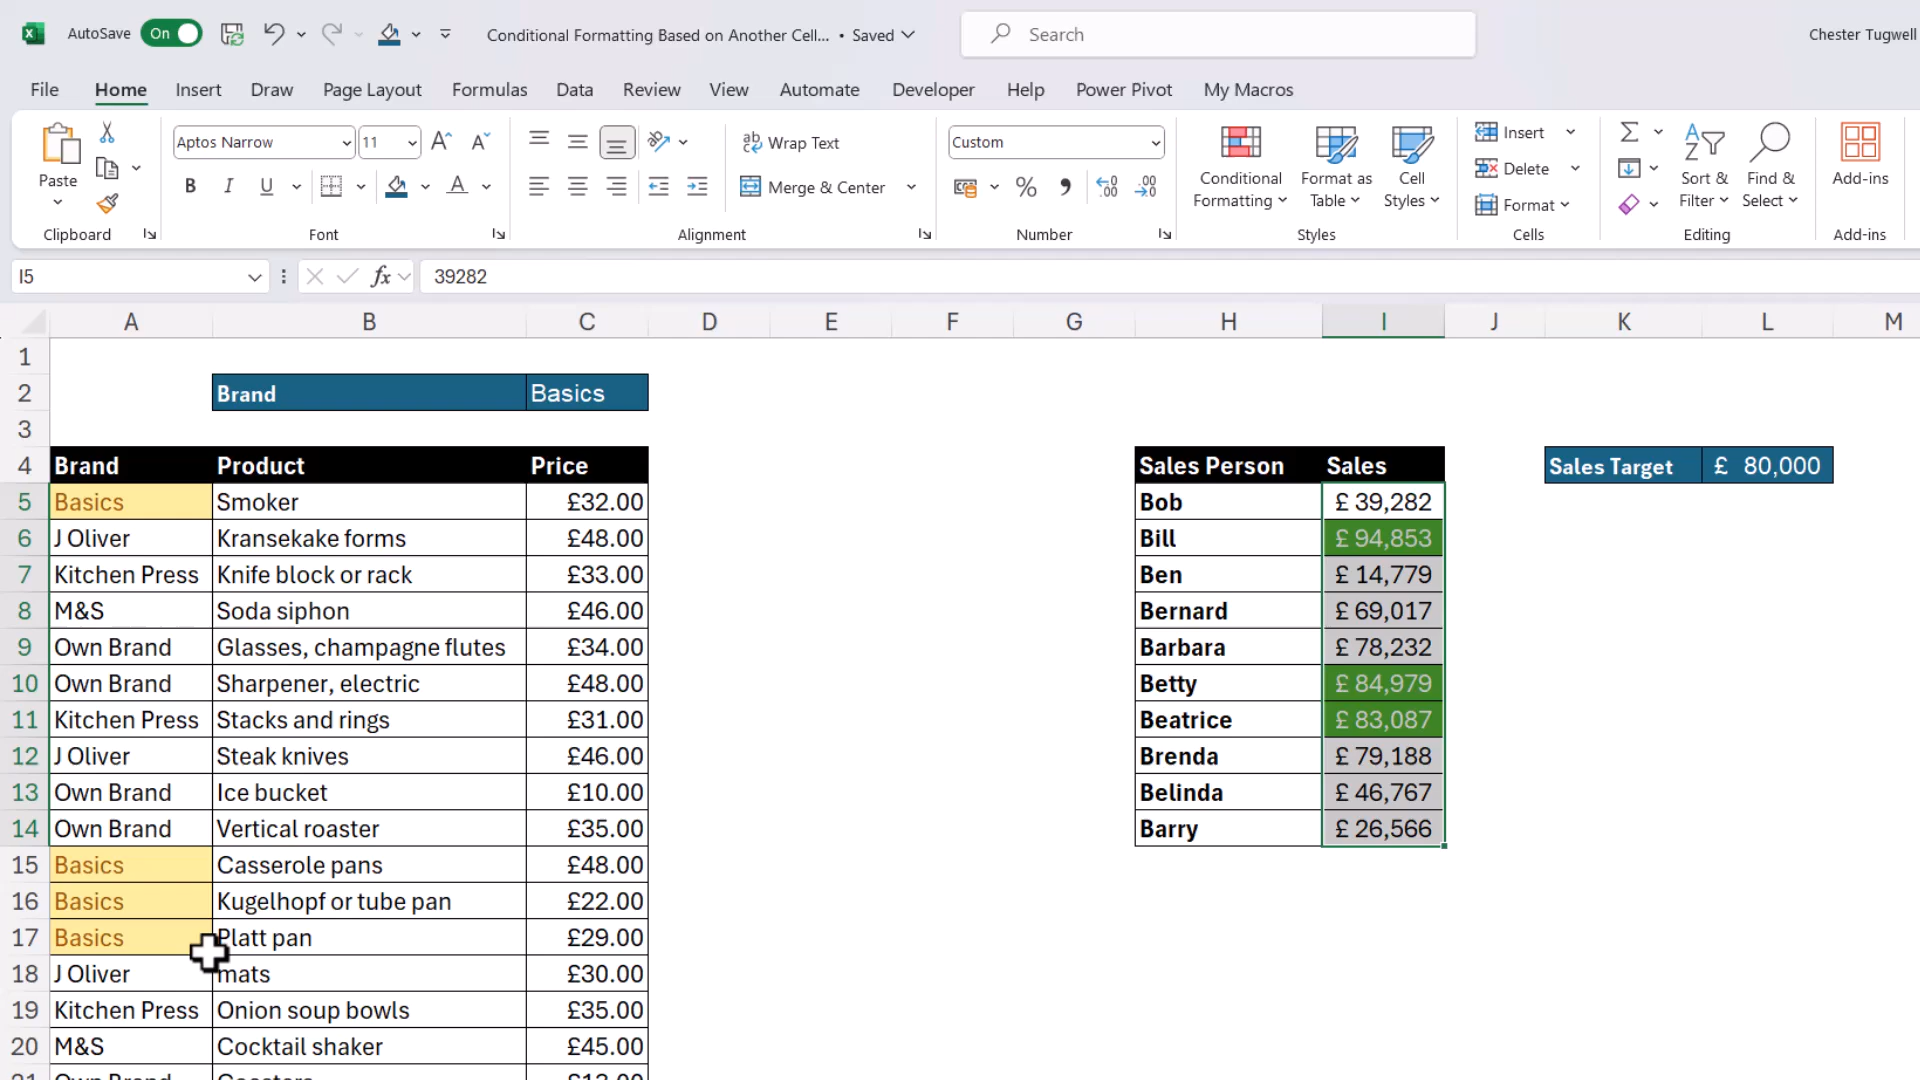 AutoSave On Conditional Formatting Based on Another Cell... • Saved Search Chester Tugwell
File Home Insert Draw Page Layout Formulas Data Review View Automate Developer Help Power Pivot My Macros
Paste Aptos Narrow 11 Wrap Text Custom Conditional Formatting Format as Table Cell Styles Insert Sort & Filter Find & Select Add-ins
B I U Merge & Center % Delete
Format
Clipboard Font Alignment Number Styles Cells Editing Add-ins
I5 fx 39282
A B C D E F G H I J K L M
1
2 Brand Basics
3
4 Brand Product Price Sales Person Sales Sales Target £ 80,000
5 Basics Smoker £32.00 Bob £ 39,282
6 J Oliver Kransekake forms £48.00 Bill £ 94,853
7 Kitchen Press Knife block or rack £33.00 Ben £ 14,779
8 M&S Soda siphon £46.00 Bernard £ 69,017
9 Own Brand Glasses, champagne flutes £34.00 Barbara £ 78,232
10 Own Brand Sharpener, electric £48.00 Betty £ 84,979
11 Kitchen Press Stacks and rings £31.00 Beatrice £ 83,087
12 J Oliver Steak knives £46.00 Brenda £ 79,188
13 Own Brand Ice bucket £10.00 Belinda £ 46,767
14 Own Brand Vertical roaster £35.00 Barry £ 26,566
15 Basics Casserole pans £48.00
16 Basics Kugelhopf or tube pan £22.00
17 Basics Platt pan £29.00
18 J Oliver mats £30.00
19 Kitchen Press Onion soup bowls £35.00
20 M&S Cocktail shaker £45.00